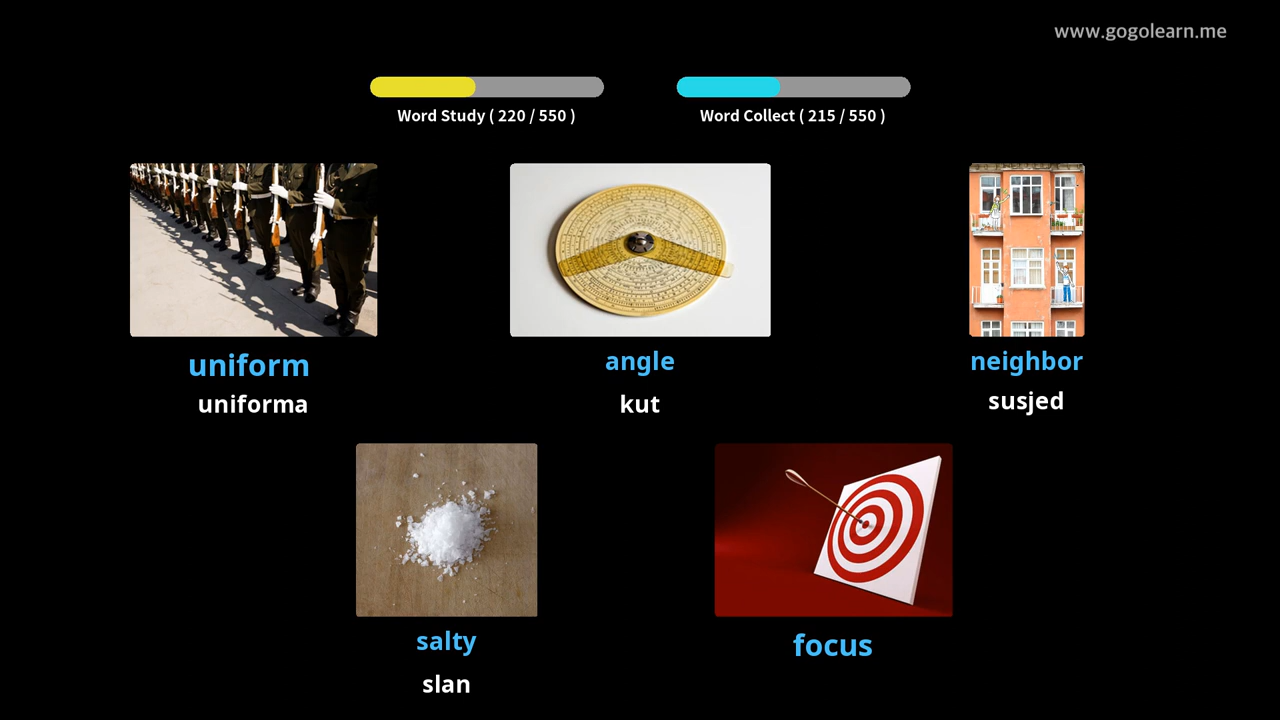 www.gogolearn.me
Word Study ( 220 / 550 )
Word Collect ( 215 / 550 )
uniform
uniforma
angle
kut
neighbor
susjed
salty
slan
focus